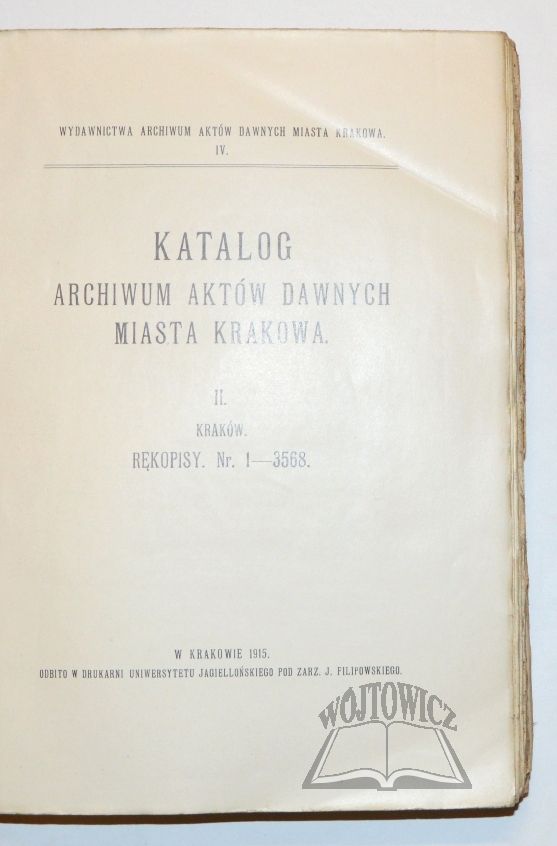 WYDAWNICTWA ARCHIWUM AKTÓW DAWNYCH MIASTA KRAKOWA.
IV.
KATALOG
ARCHIWUM AKTÓW DAWNYCH
MIASTA KRAKOWA.
II.
KRAKÓW.
RĘKOPISY. Nr. 1—3568.
W KRAKOWIE 1915.
ODBITO W DRUKARNI UNIWERSYTETU JAGIELLOŃSKIEGO POD ZARZ. J. FILIPOWSKIEGO.
WÓJTOWICZ